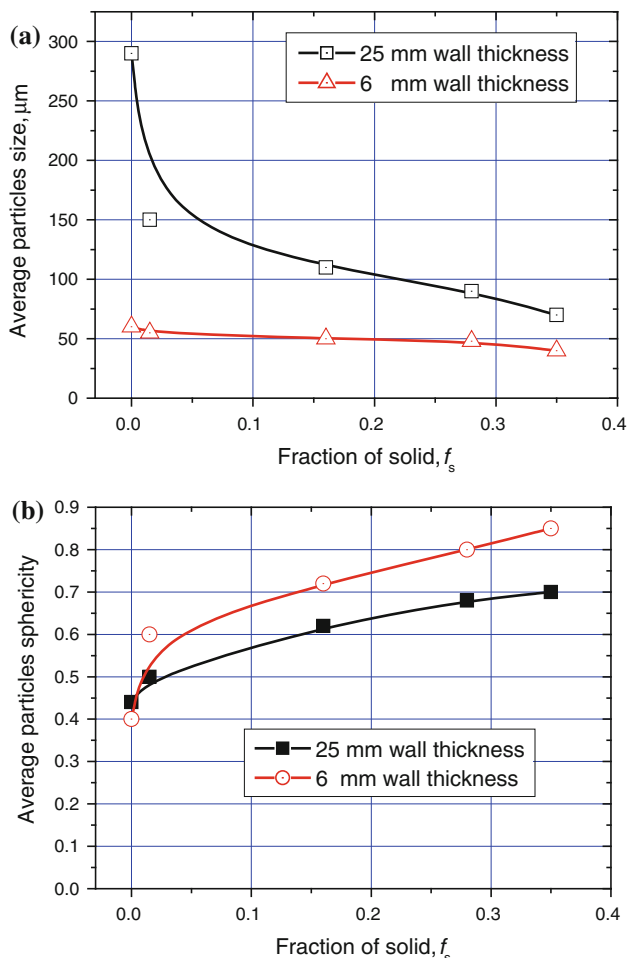 (a)
300
250
200
150
100
50
0
Average particles size, μm
25 mm wall thickness
6 mm wall thickness
0.0 0.1 0.2 0.3 0.4
Fraction of solid, fs
(b)
0.9
0.8
0.7
0.6
0.5
0.4
0.3
0.2
0.1
0.0
Average particles sphericity
25 mm wall thickness
6 mm wall thickness
0.0 0.1 0.2 0.3 0.4
Fraction of solid, fs